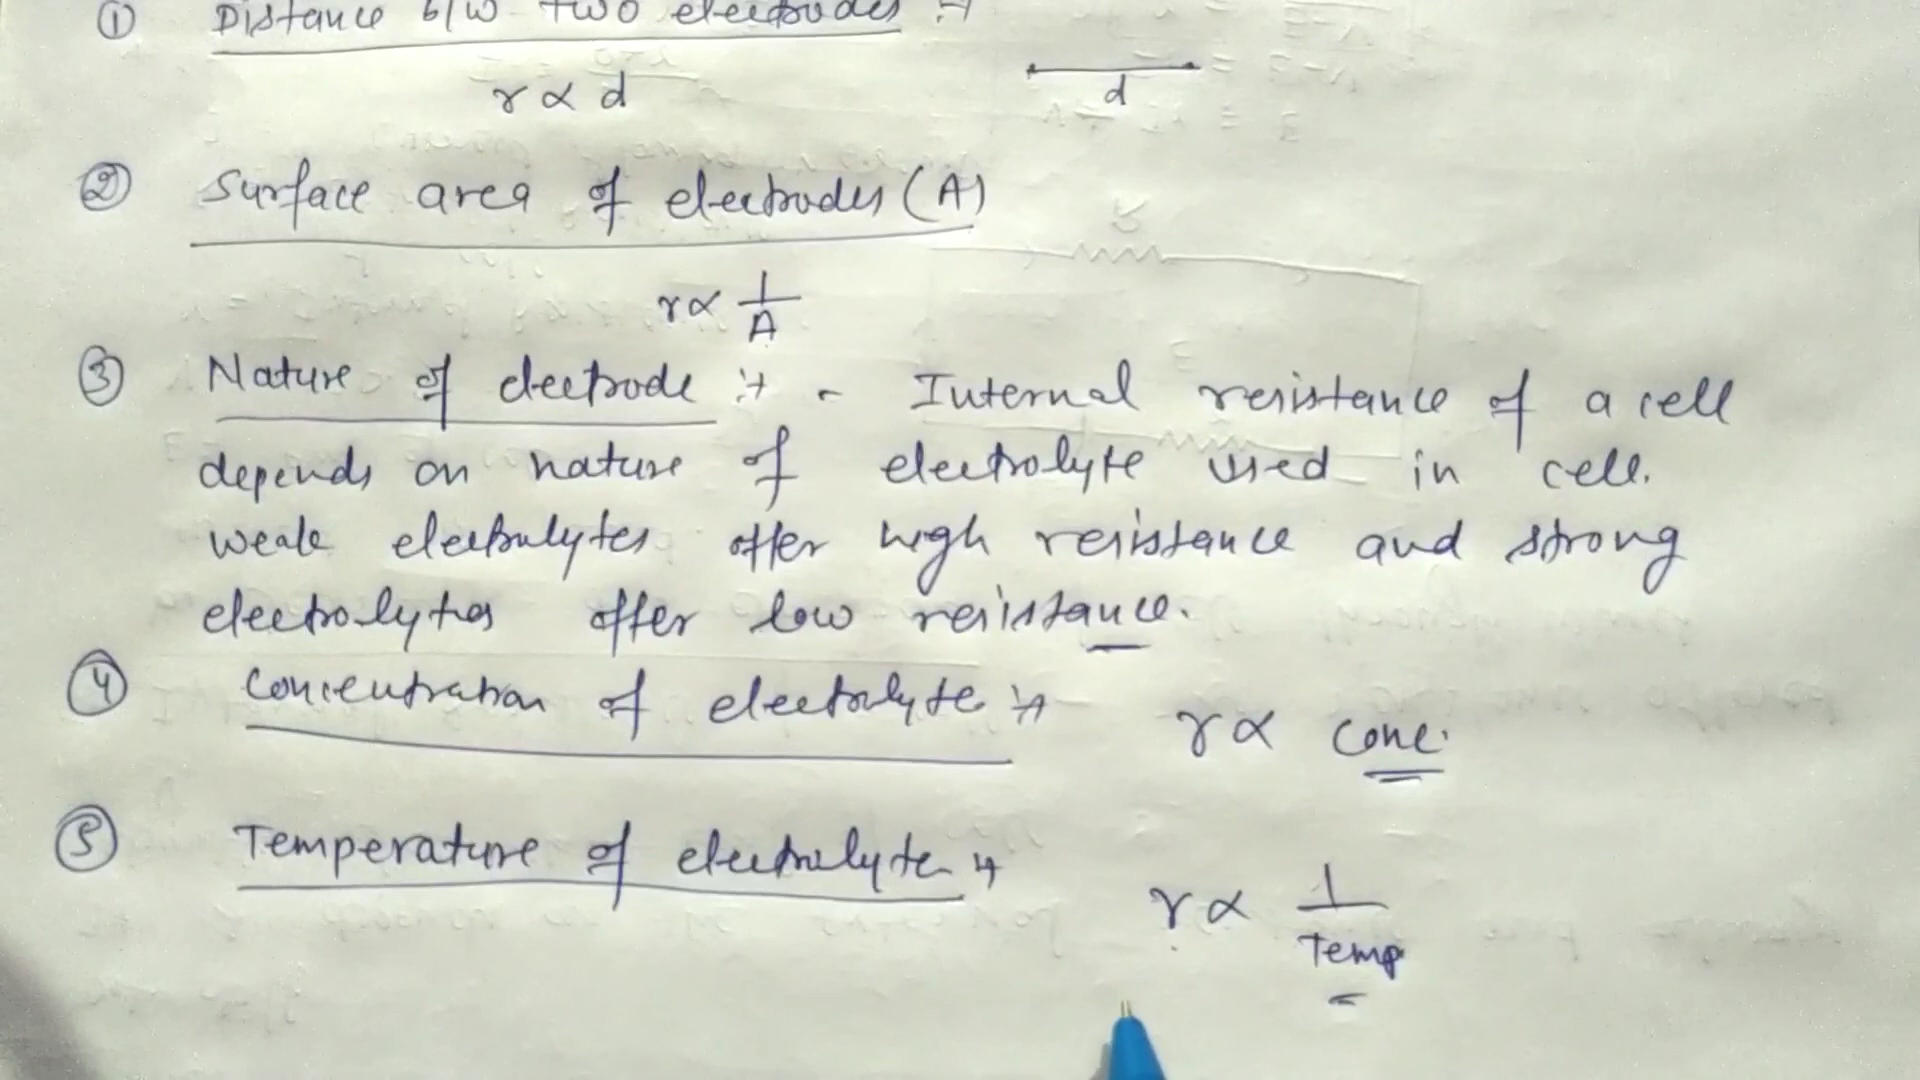 ① Distance b/w two electrodes :→
r ∝ d
d
② Surface area of electrodes (A)
r ∝ 1/A
③ Nature of electrode :→ - Internal resistance of a cell
depends on nature of electrolyte used in cell.
weak electrolytes offer high resistance and strong
electrolytes offer low resistance.
④ Concentration of electrolyte :→ r ∝ conc.
⑤ Temperature of electrolyte :→
r ∝ 1/Temp